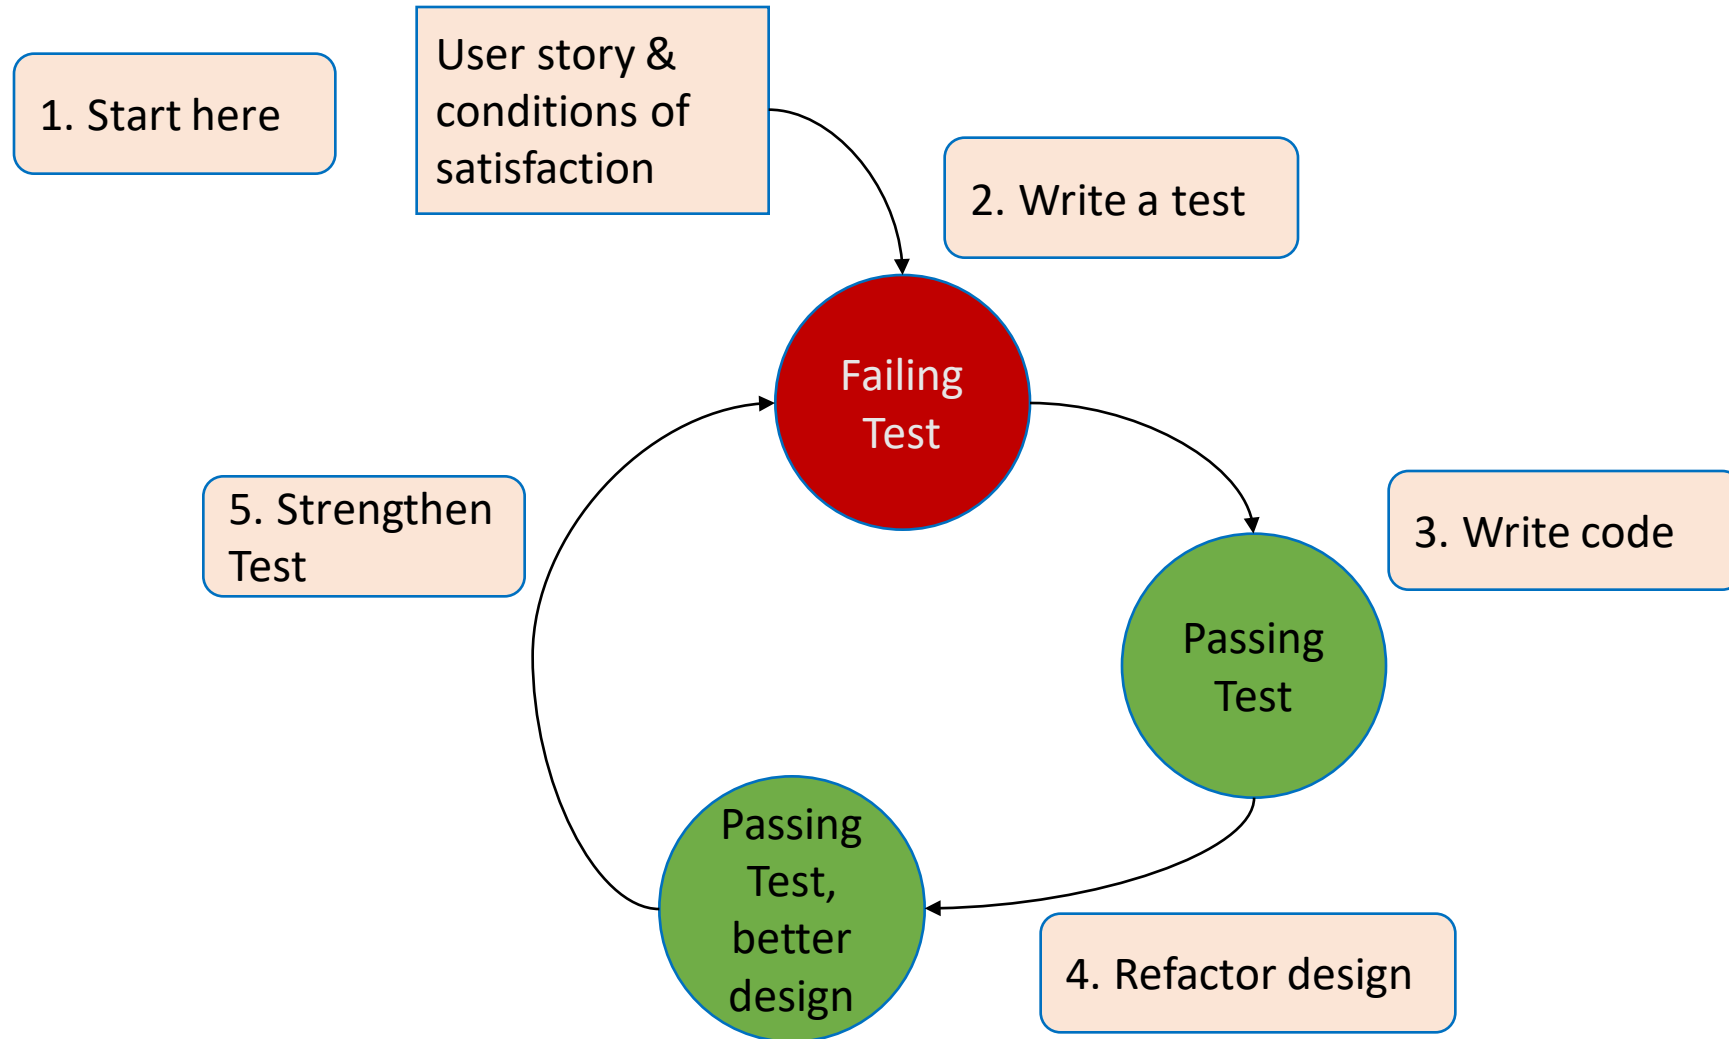 1. Start here
User story &
conditions of
satisfaction
2. Write a test
Failing
Test
5. Strengthen
Test
3. Write code
Passing
Test
Passing
Test,
better
design
4. Refactor design